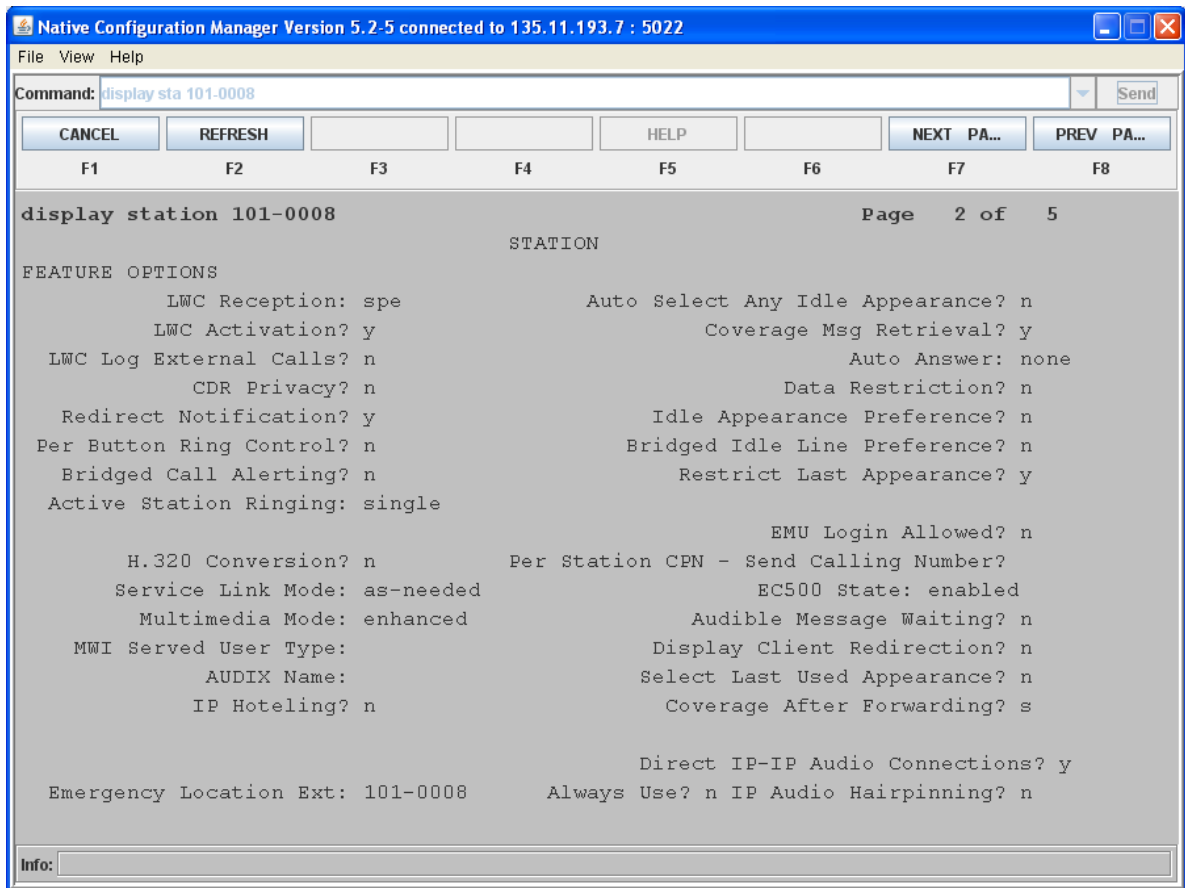 Native Configuration Manager Version 5.2-5 connected to 135.11.193.7 : 5022
File View Help
Command: display sta 101-0008 Send
CANCEL REFRESH HELP NEXT PA... PREV PA...
F1 F2 F3 F4 F5 F6 F7 F8
display station 101-0008 Page 2 of 5
STATION
FEATURE OPTIONS
LWC Reception: spe Auto Select Any Idle Appearance? n
LWC Activation? y Coverage Msg Retrieval? y
LWC Log External Calls? n Auto Answer: none
CDR Privacy? n Data Restriction? n
Redirect Notification? y Idle Appearance Preference? n
Per Button Ring Control? n Bridged Idle Line Preference? n
Bridged Call Alerting? n Restrict Last Appearance? y
Active Station Ringing: single
EMU Login Allowed? n
H.320 Conversion? n Per Station CPN - Send Calling Number?
Service Link Mode: as-needed EC500 State: enabled
Multimedia Mode: enhanced Audible Message Waiting? n
MWI Served User Type: Display Client Redirection? n
AUDIX Name: Select Last Used Appearance? n
IP Hoteling? n Coverage After Forwarding? s
Direct IP-IP Audio Connections? y
Emergency Location Ext: 101-0008 Always Use? n IP Audio Hairpinning? n
Info: